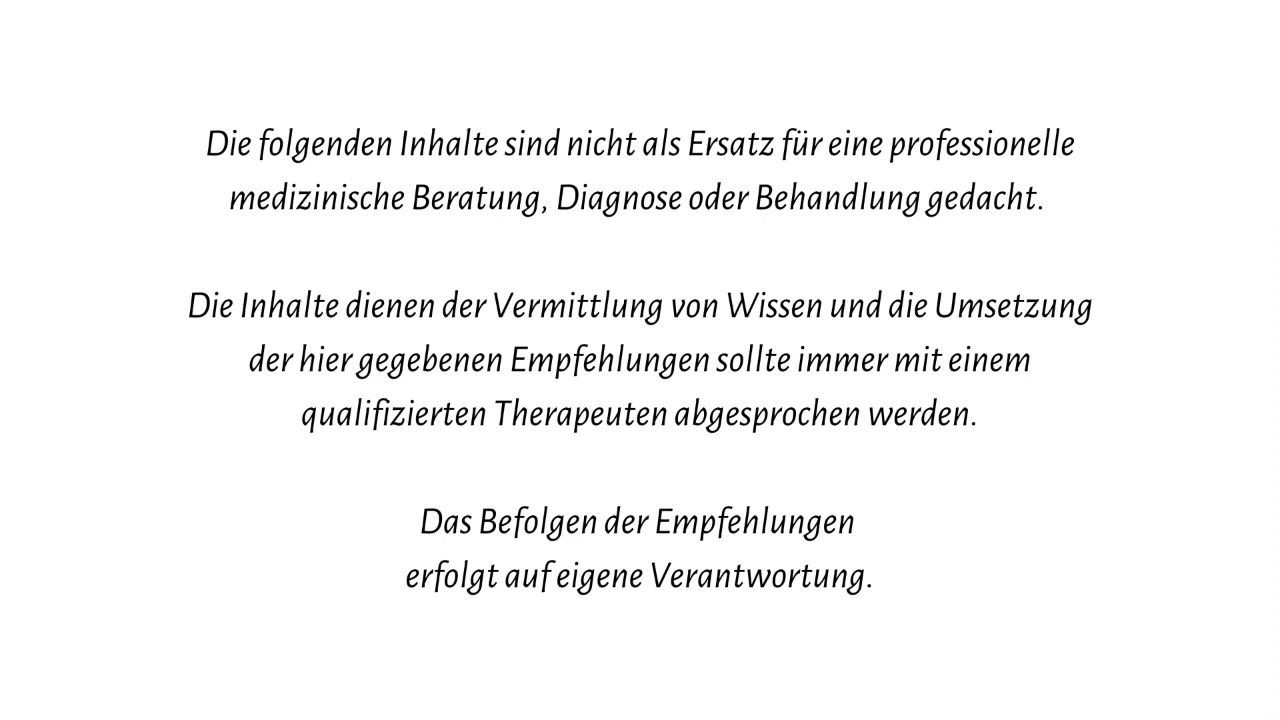 Die folgenden Inhalte sind nicht als Ersatz für eine professionelle
medizinische Beratung, Diagnose oder Behandlung gedacht.
Die Inhalte dienen der Vermittlung von Wissen und die Umsetzung
der hier gegebenen Empfehlungen sollte immer mit einem
qualifizierten Therapeuten abgesprochen werden.
Das Befolgen der Empfehlungen
erfolgt auf eigene Verantwortung.